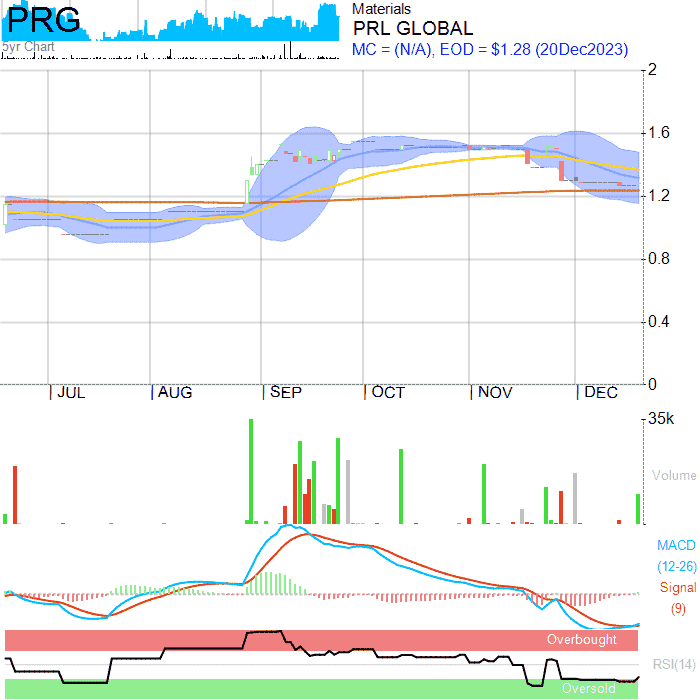 PRG
5yr Chart
Materials
PRL GLOBAL
MC = (N/A), EOD = $1.28 (20Dec2023)
2
1.6
1.2
0.8
0.4
0
JUL AUG SEP OCT NOV DEC
35k
Volume
MACD
(12-26)
Signal
(9)
Overbought
RSI(14)
Oversold